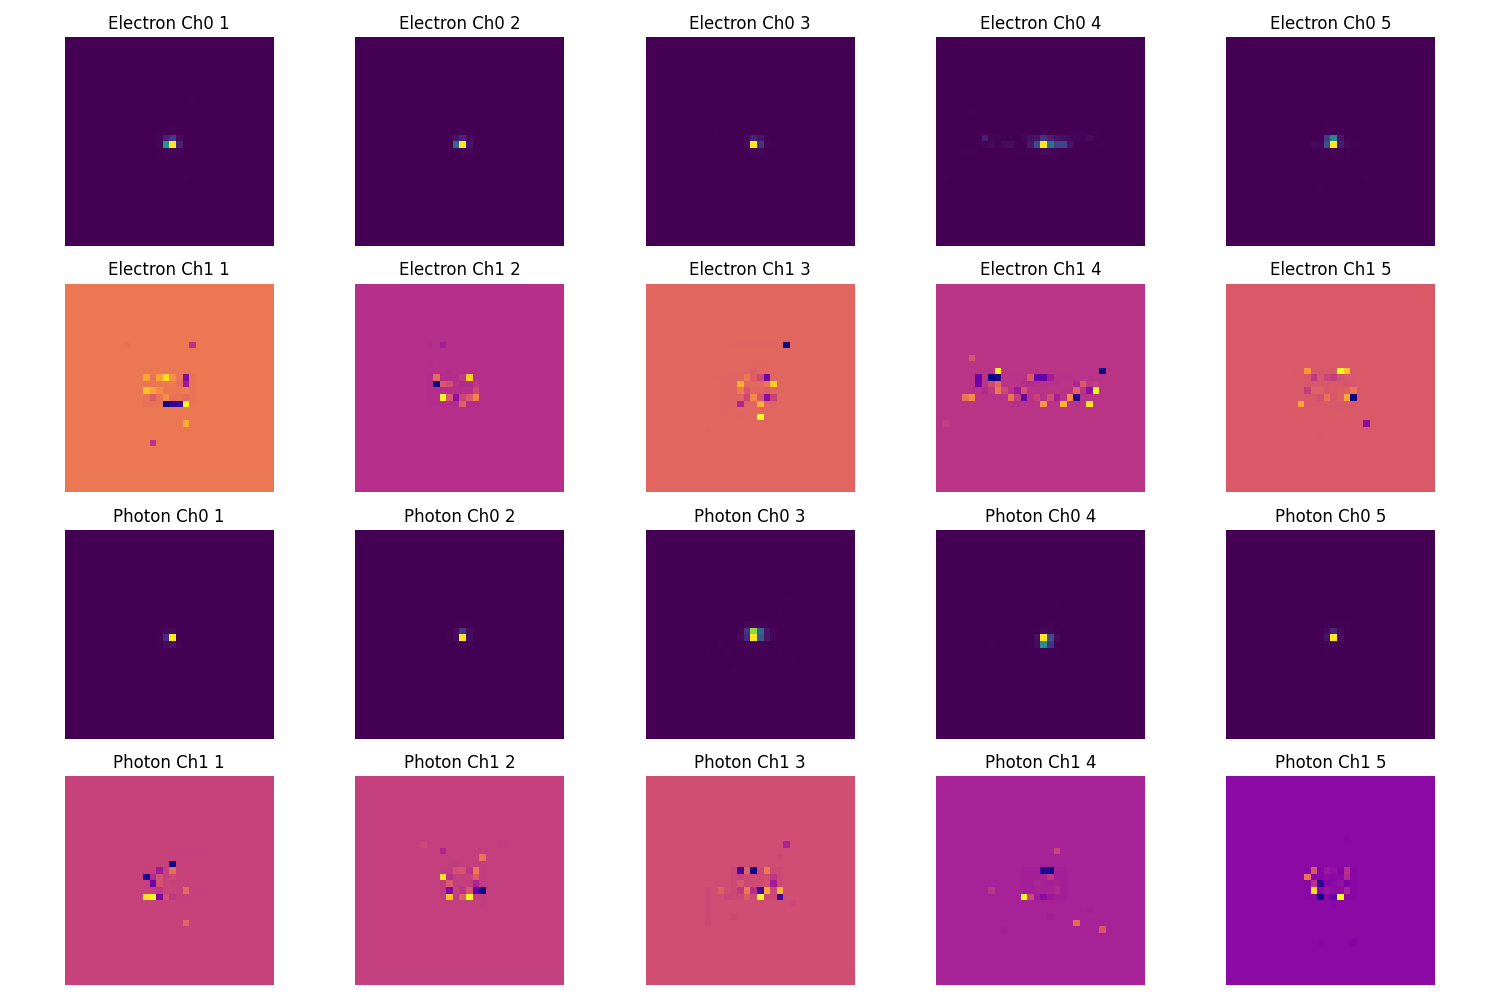 Electron Ch0 1
Electron Ch0 2
Electron Ch0 3
Electron Ch0 4
Electron Ch0 5
Electron Ch1 1
Electron Ch1 2
Electron Ch1 3
Electron Ch1 4
Electron Ch1 5
Photon Ch0 1
Photon Ch0 2
Photon Ch0 3
Photon Ch0 4
Photon Ch0 5
Photon Ch1 1
Photon Ch1 2
Photon Ch1 3
Photon Ch1 4
Photon Ch1 5